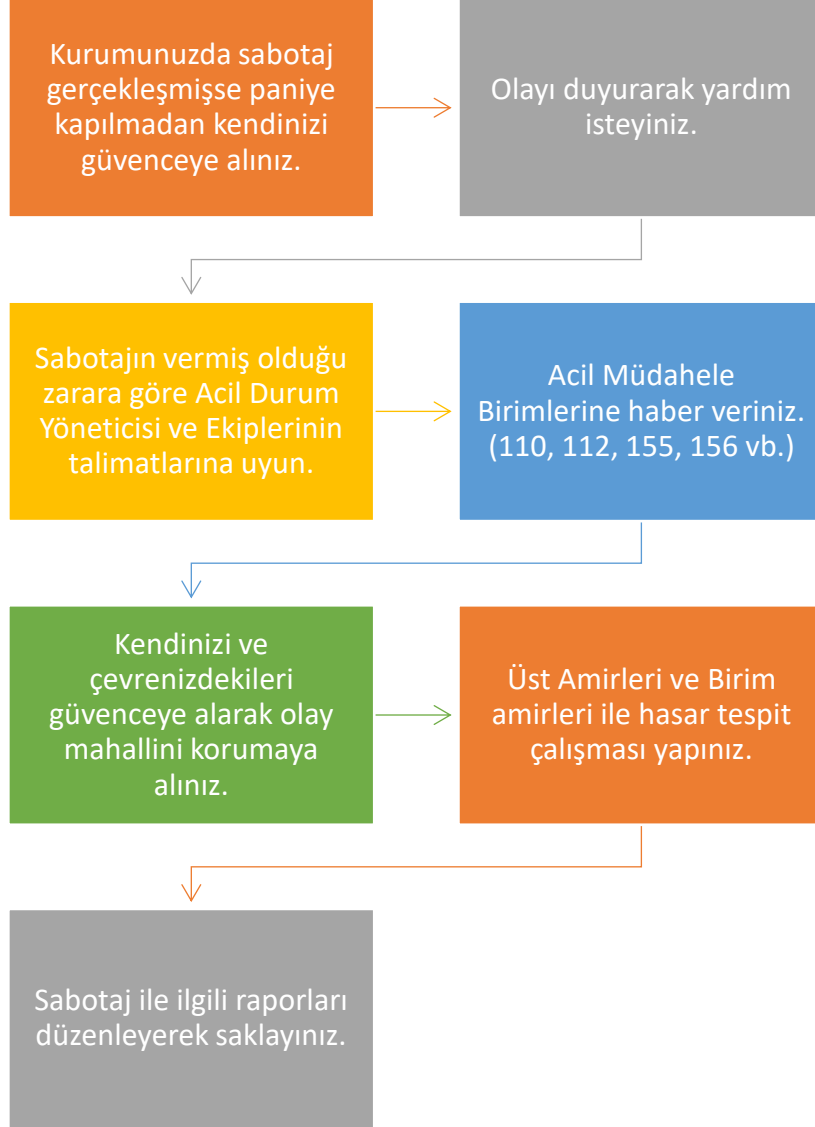 Kurumunuzda sabotaj
gerçekleşmişse paniye
kapılmadan kendinizi
güvenceye alınız.
Olayı duyurarak yardım
isteyiniz.
Sabotajın vermiş olduğu
zarara göre Acil Durum
Yöneticisi ve Ekiplerinin
talimatlarına uyun.
Acil Müdahele
Birimlerine haber veriniz.
(110, 112, 155, 156 vb.)
Kendinizi ve
çevrenizdekileri
güvenceye alarak olay
mahallini korumaya
alınız.
Üst Amirleri ve Birim
amirleri ile hasar tespit
çalışması yapınız.
Sabotaj ile ilgili raporları
düzenleyerek saklayınız.